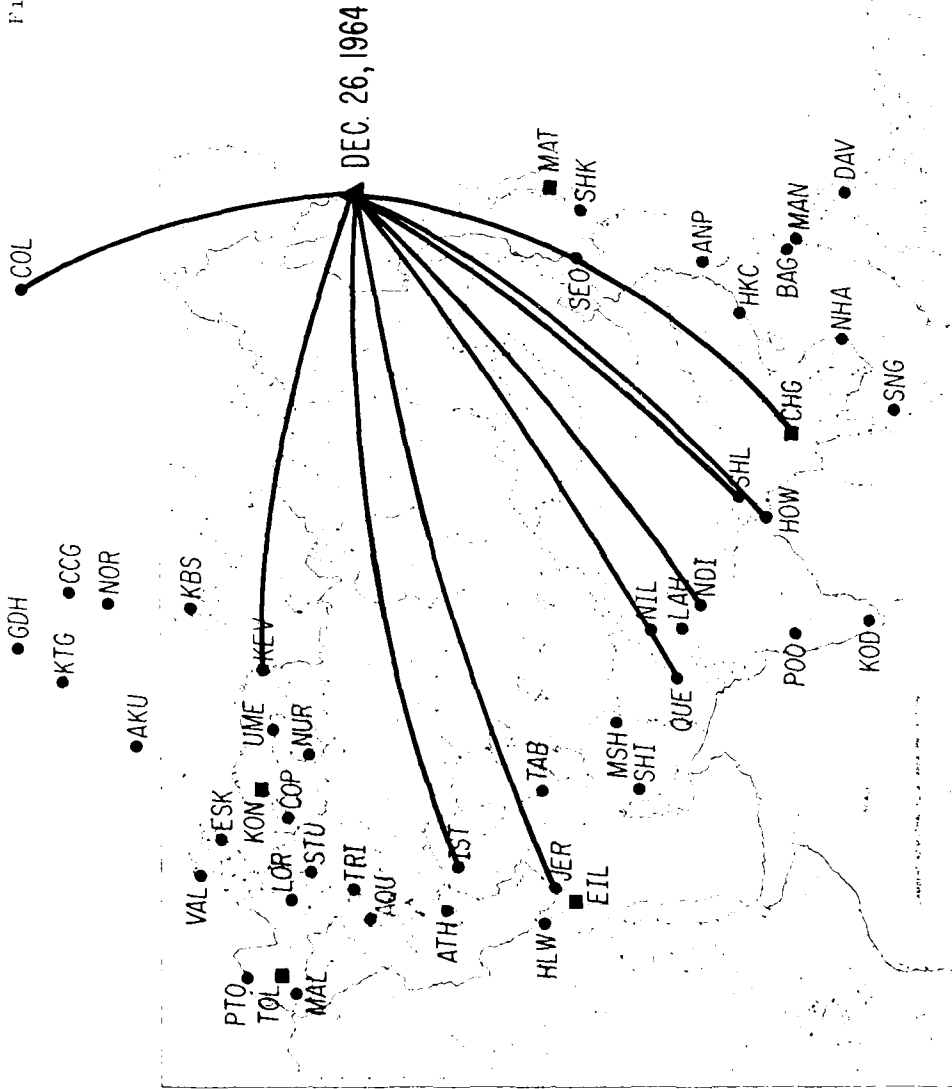 Fi
DEC. 26, 1964
COL
GDH
KTG
CCG
NOR
AKU
KBS
KEV
UME
NUR
VAL
ESK
KON
COP
LOR
STU
PTO
TOL
MAL
TRI
AQU
ATH
IST
HLW
JER
EIL
TAB
MSH
SHI
QUE
NIL
LAH
NDI
POO
KOD
SHL
HOW
CHG
SNG
NHA
HKC
BAG
MAN
DAV
ANP
SEO
SHK
MAT